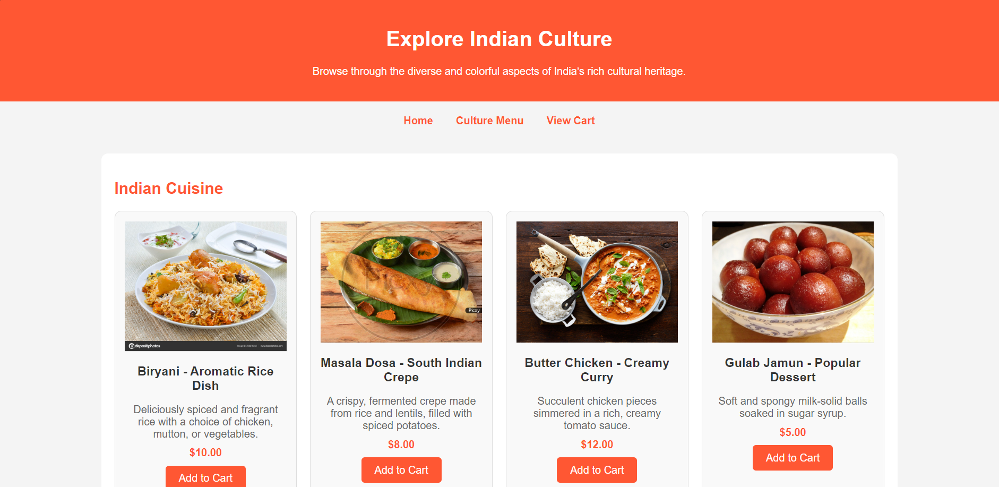 Explore Indian Culture
Browse through the diverse and colorful aspects of India's rich cultural heritage.
Home Culture Menu View Cart
Indian Cuisine
depositphotos
Biryani - Aromatic Rice
Dish
Deliciously spiced and fragrant
rice with a choice of chicken,
mutton, or vegetables.
$10.00
Add to Cart
Picxy
Picxy
Masala Dosa - South Indian
Crepe
A crispy, fermented crepe made
from rice and lentils, filled with
spiced potatoes.
$8.00
Add to Cart
Butter Chicken - Creamy
Curry
Succulent chicken pieces
simmered in a rich, creamy
tomato sauce.
$12.00
Add to Cart
Gulab Jamun - Popular
Dessert
Soft and spongy milk-solid balls
soaked in sugar syrup.
$5.00
Add to Cart